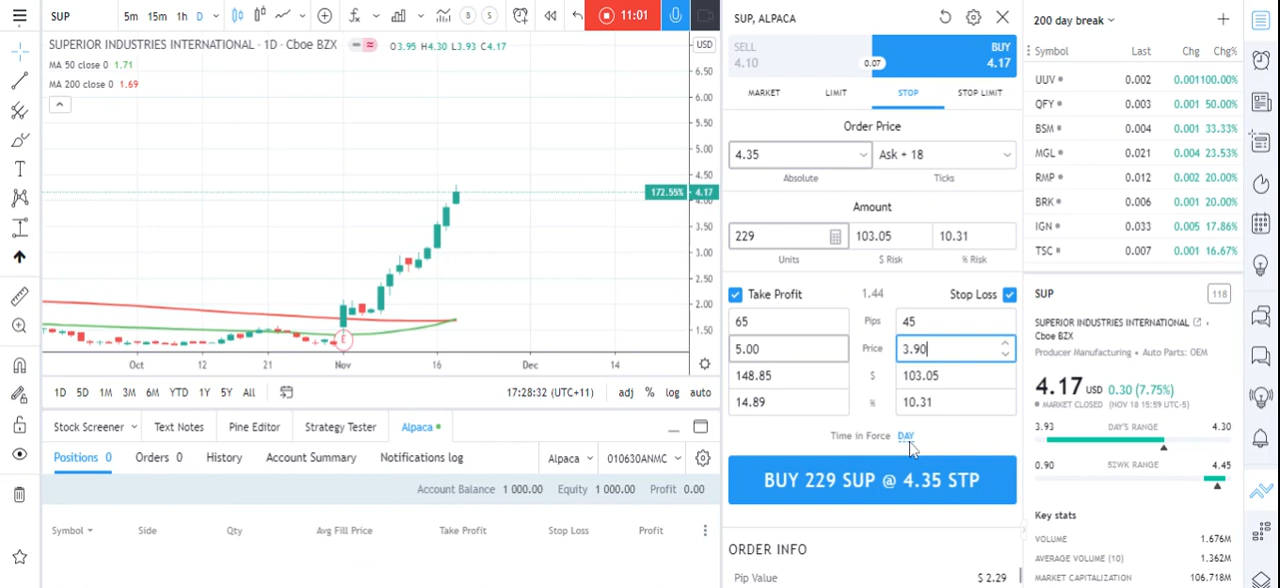 SUP 5m 15m 1h D B S 11:01
SUPERIOR INDUSTRIES INTERNATIONAL · 1D · Cboe BZX O3.95 H4.30 L3.93 C4.17
MA 50 close 0 1.71
MA 200 close 0 1.69
USD
6.50
6.00
5.50
5.00
4.50
172.55% 4.17
4.00
3.50
3.00
2.50
2.00
1.50
E
Oct 12 21 Nov 16 Dec 14
1D 5D 1M 3M 6M YTD 1Y 5Y All 17:28:32 (UTC+11) adj % log auto
Stock Screener Text Notes Pine Editor Strategy Tester Alpaca
Positions 0 Orders 0 History Account Summary Notifications log Alpaca 010630ANMC
Account Balance 1 000.00 Equity 1 000.00 Profit 0.00
Symbol Side Qty Avg Fill Price Take Profit Stop Loss Profit
SUP, ALPACA
SELL
4.10
0.07
BUY
4.17
MARKET LIMIT STOP STOP LIMIT
Order Price
4.35 Ask + 18
Absolute Ticks
Amount
229 103.05 10.31
Units $ Risk % Risk
Take Profit 1.44 Stop Loss
65 Pips 45
5.00 Price 3.90
148.85 $ 103.05
14.89 % 10.31
Time in Force DAY
BUY 229 SUP @ 4.35 STP
ORDER INFO
Pip Value $ 2.29
200 day break
Symbol Last Chg Chg%
UUV 0.002 0.001 100.00%
QFY 0.003 0.001 50.00%
BSM 0.004 0.001 33.33%
MGL 0.021 0.004 23.53%
RMP 0.012 0.002 20.00%
BRK 0.006 0.001 20.00%
IGN 0.033 0.005 17.86%
TSC 0.007 0.001 16.67%
SUP 118
SUPERIOR INDUSTRIES INTERNATIONAL ·
Cboe BZX
Producer Manufacturing • Auto Parts: OEM
4.17 USD 0.30 (7.75%)
MARKET CLOSED (NOV 18 15:59 UTC-5)
3.93 DAY'S RANGE 4.30
0.90 52WK RANGE 4.45
Key stats
VOLUME 1.676M
AVERAGE VOLUME (10) 1.362M
MARKET CAPITALIZATION 106.718M